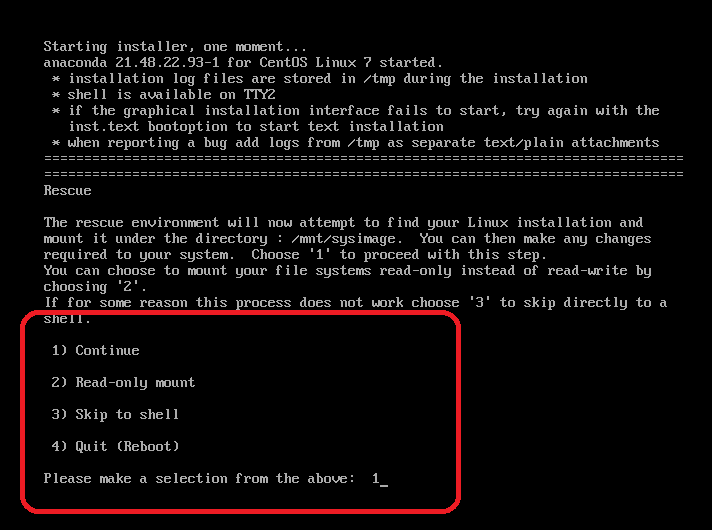 Starting installer, one moment...
anaconda 21.48.22.93-1 for CentOS Linux 7 started.
 * installation log files are stored in /tmp during the installation
 * shell is available on TTY2
 * if the graphical installation interface fails to start, try again with the
   inst.text bootoption to start text installation
 * when reporting a bug add logs from /tmp as separate text/plain attachments
================================================================================
================================================================================
Rescue

The rescue environment will now attempt to find your Linux installation and
mount it under the directory : /mnt/sysimage.  You can then make any changes
required to your system.  Choose '1' to proceed with this step.
You can choose to mount your file systems read-only instead of read-write by
choosing '2'.
If for some reason this process does not work choose '3' to skip directly to a
shell.

 1) Continue

 2) Read-only mount

 3) Skip to shell

 4) Quit (Reboot)

Please make a selection from the above:  1_